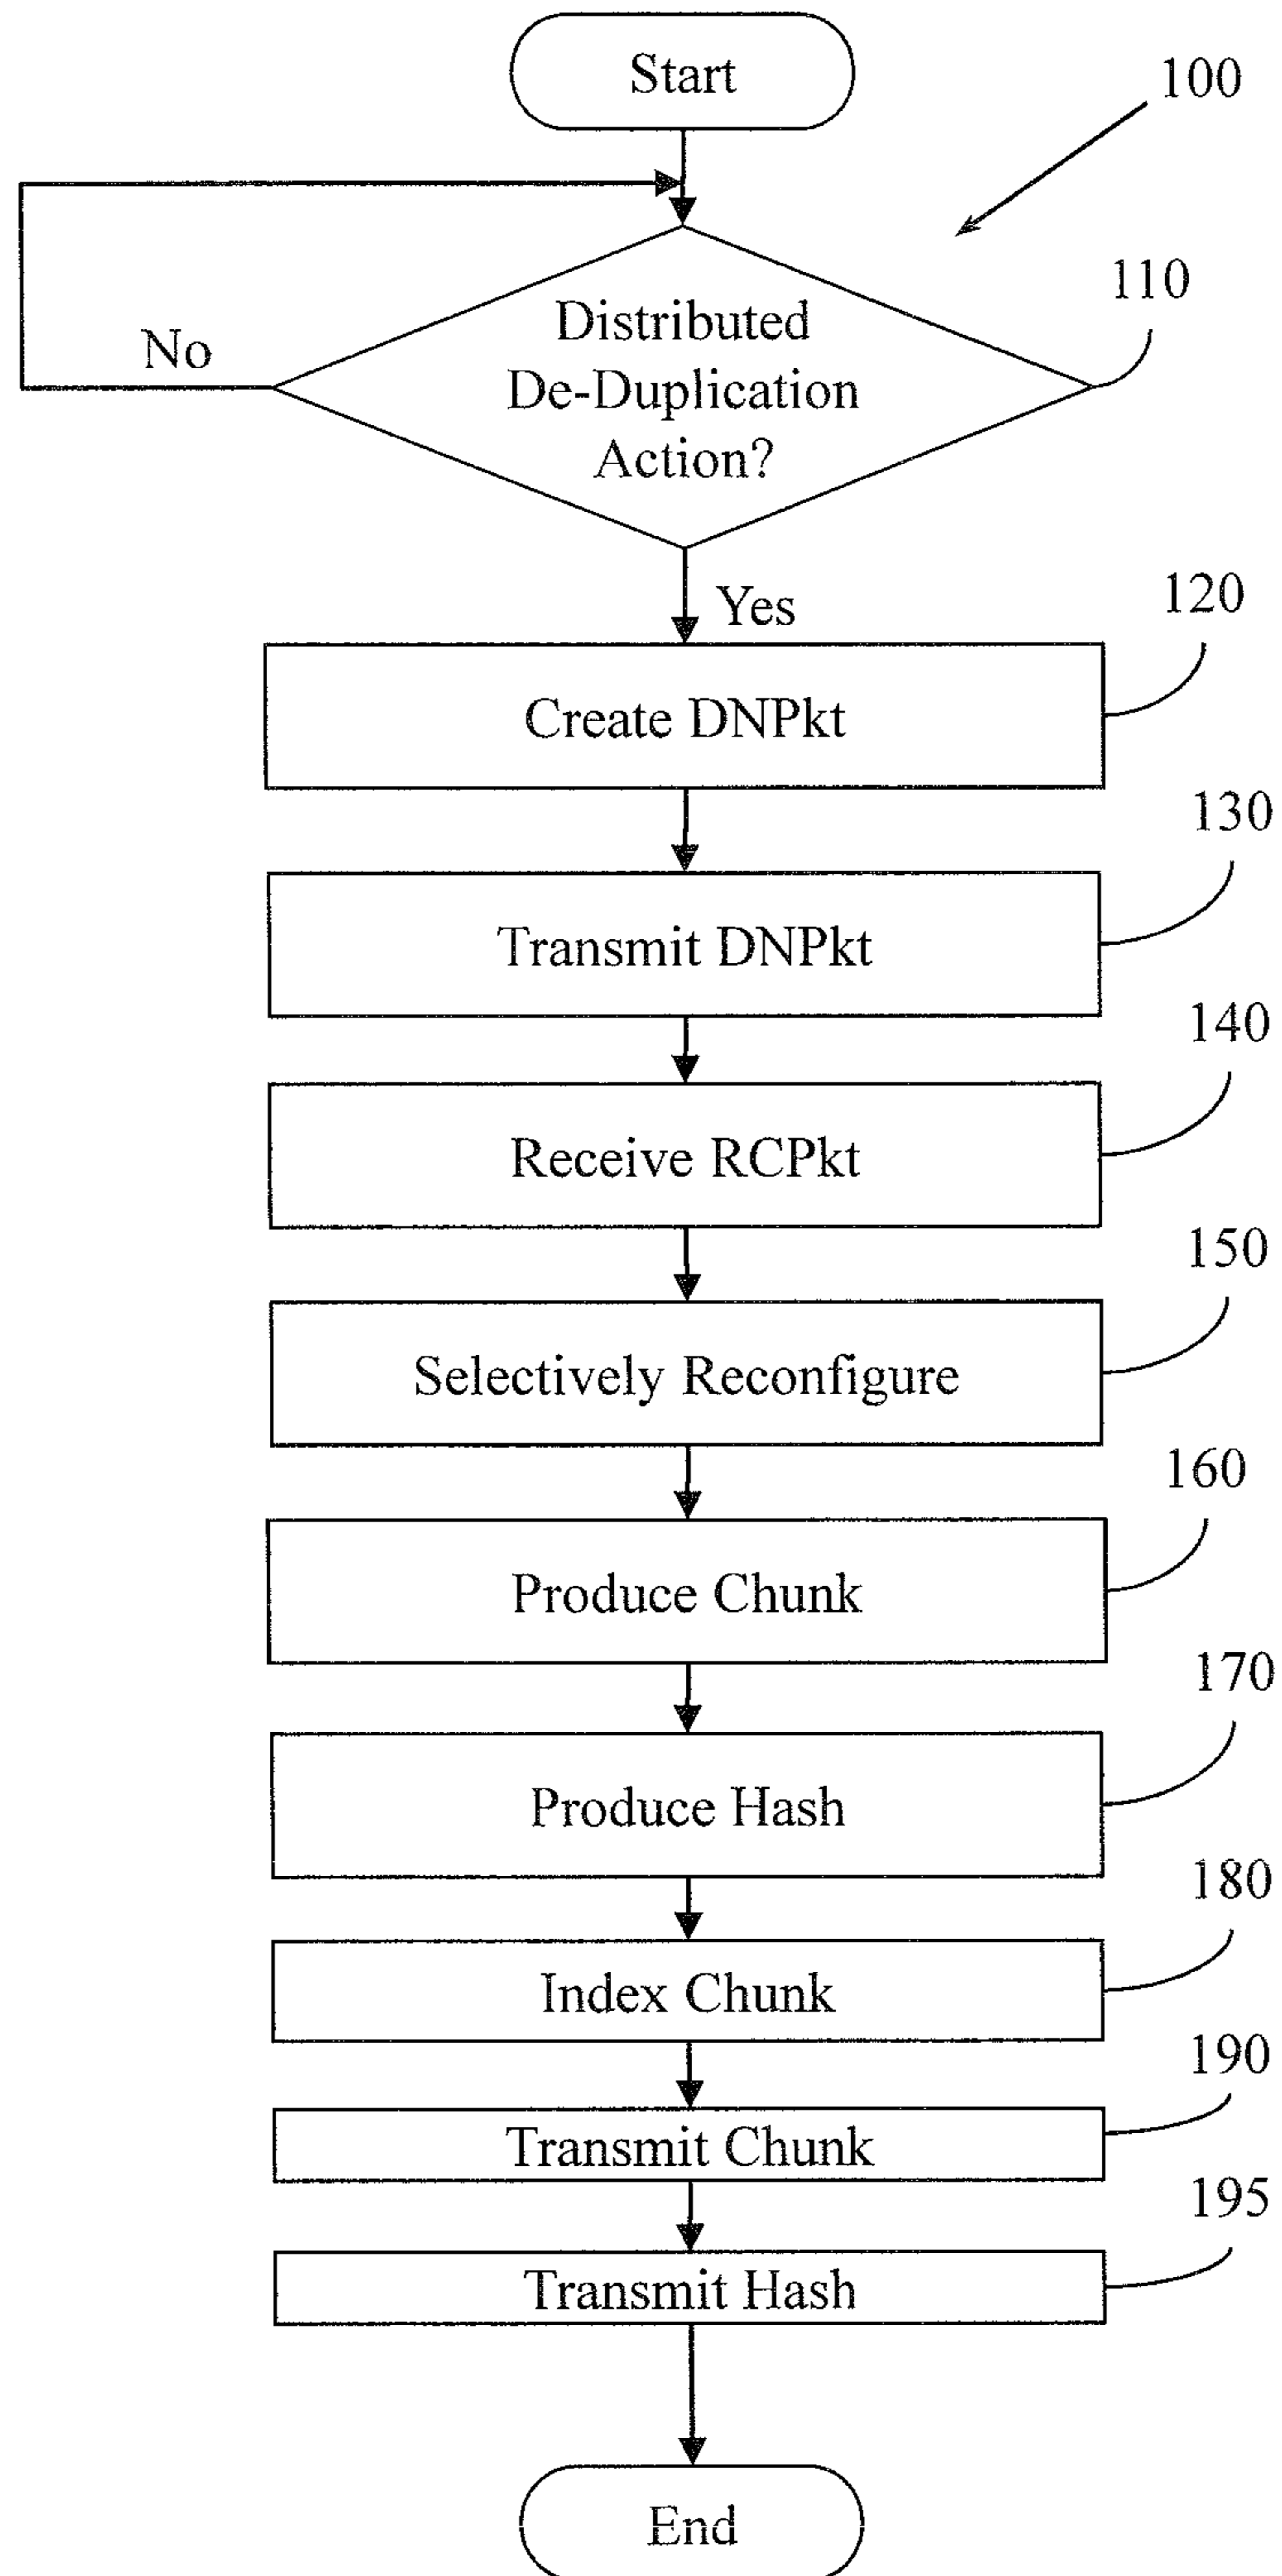 Start
100
110
Distributed
De-Duplication
Action?
No
Yes
120
Create DNPkt
130
Transmit DNPkt
140
Receive RCPkt
150
Selectively Reconfigure
160
Produce Chunk
170
Produce Hash
180
Index Chunk
190
Transmit Chunk
195
Transmit Hash
End